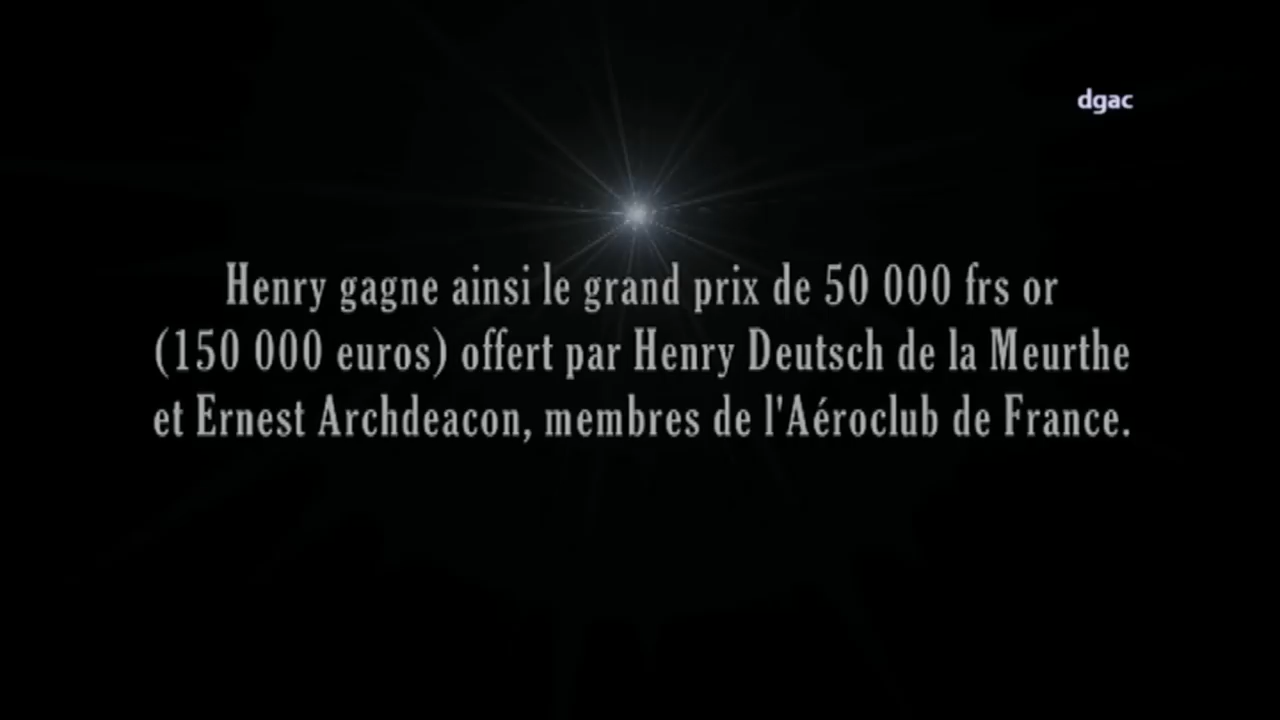 dgac
Henry gagne ainsi le grand prix de 50 000 frs or
(150 000 euros) offert par Henry Deutsch de la Meurthe
et Ernest Archdeacon, membres de l'Aéroclub de France.